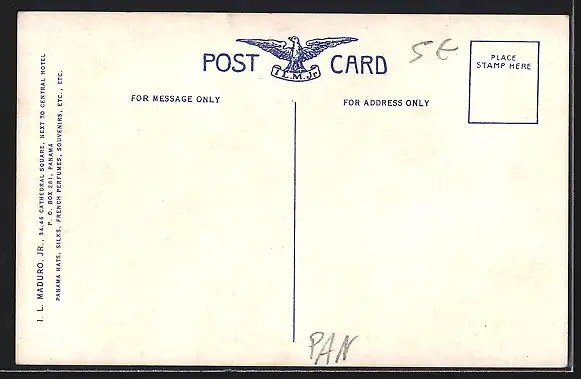 POST CARD
I.L.M.Jr
5 €
PLACE
STAMP HERE
FOR MESSAGE ONLY
FOR ADDRESS ONLY
I. L. MADURO, JR., 34-46 CATHEDRAL SQUARE, NEXT TO CENTRAL HOTEL
P. O. BOX 281, PANAMA
PANAMA HATS, SILKS, FRENCH PERFUMES, SOUVENIRS, ETC., ETC.
PAN